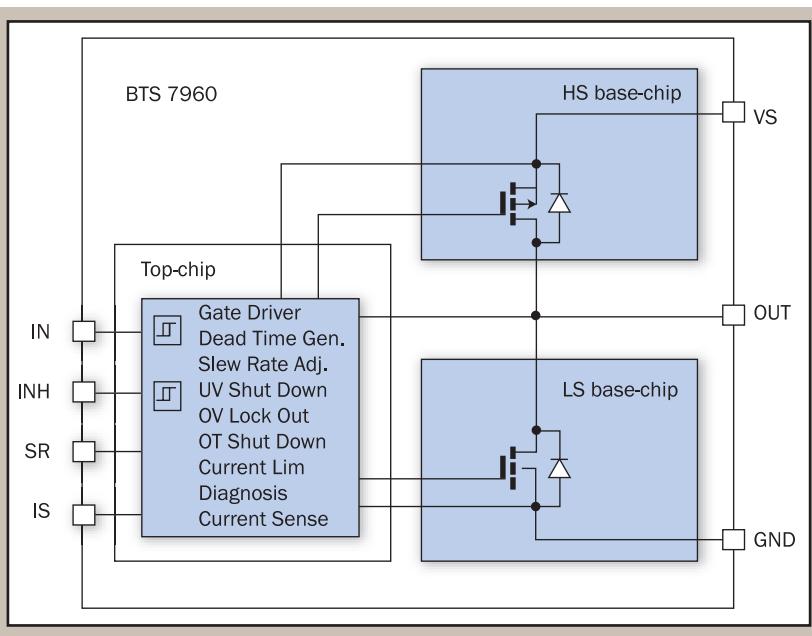 BTS 7960
HS base-chip
VS
Top-chip
Gate Driver
Dead Time Gen.
Slew Rate Adj.
UV Shut Down
OV Lock Out
OT Shut Down
Current Lim
Diagnosis
Current Sense
IN
INH
SR
IS
OUT
LS base-chip
GND